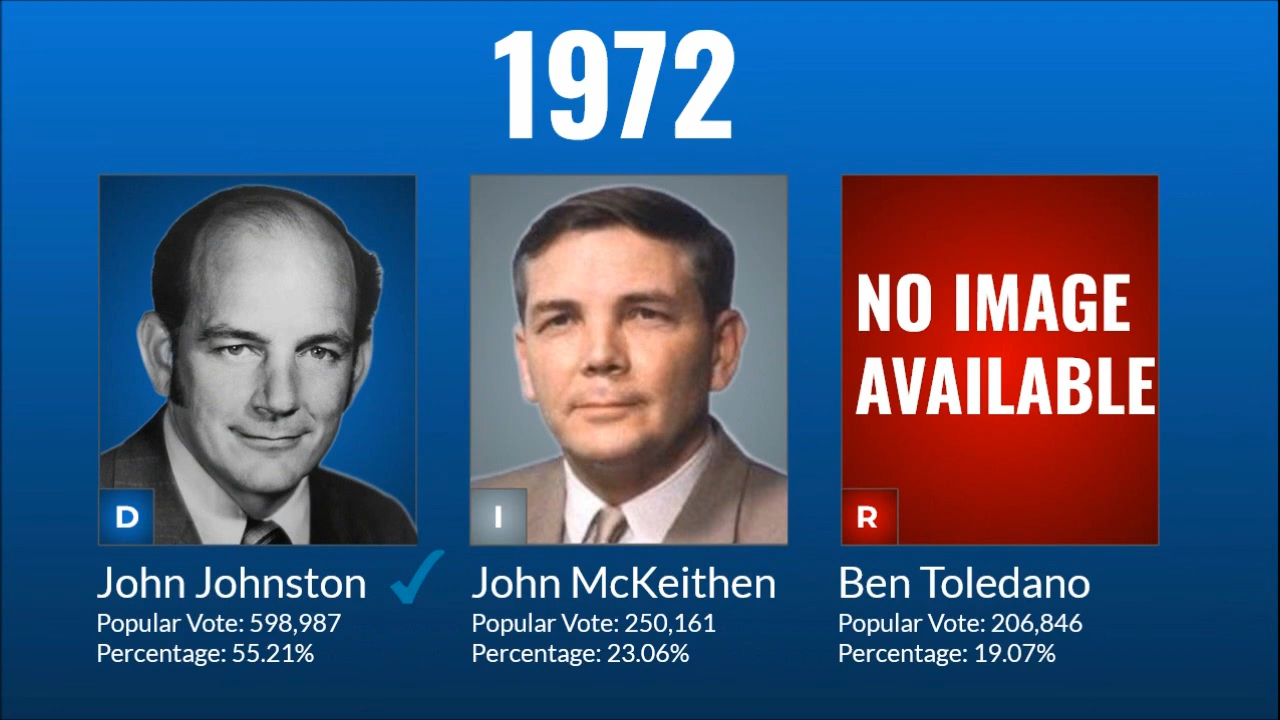 1972
NO IMAGE
AVAILABLE
D
I
R
John Johnston
John McKeithen
Ben Toledano
Popular Vote: 598,987
Popular Vote: 250,161
Popular Vote: 206,846
Percentage: 55.21%
Percentage: 23.06%
Percentage: 19.07%